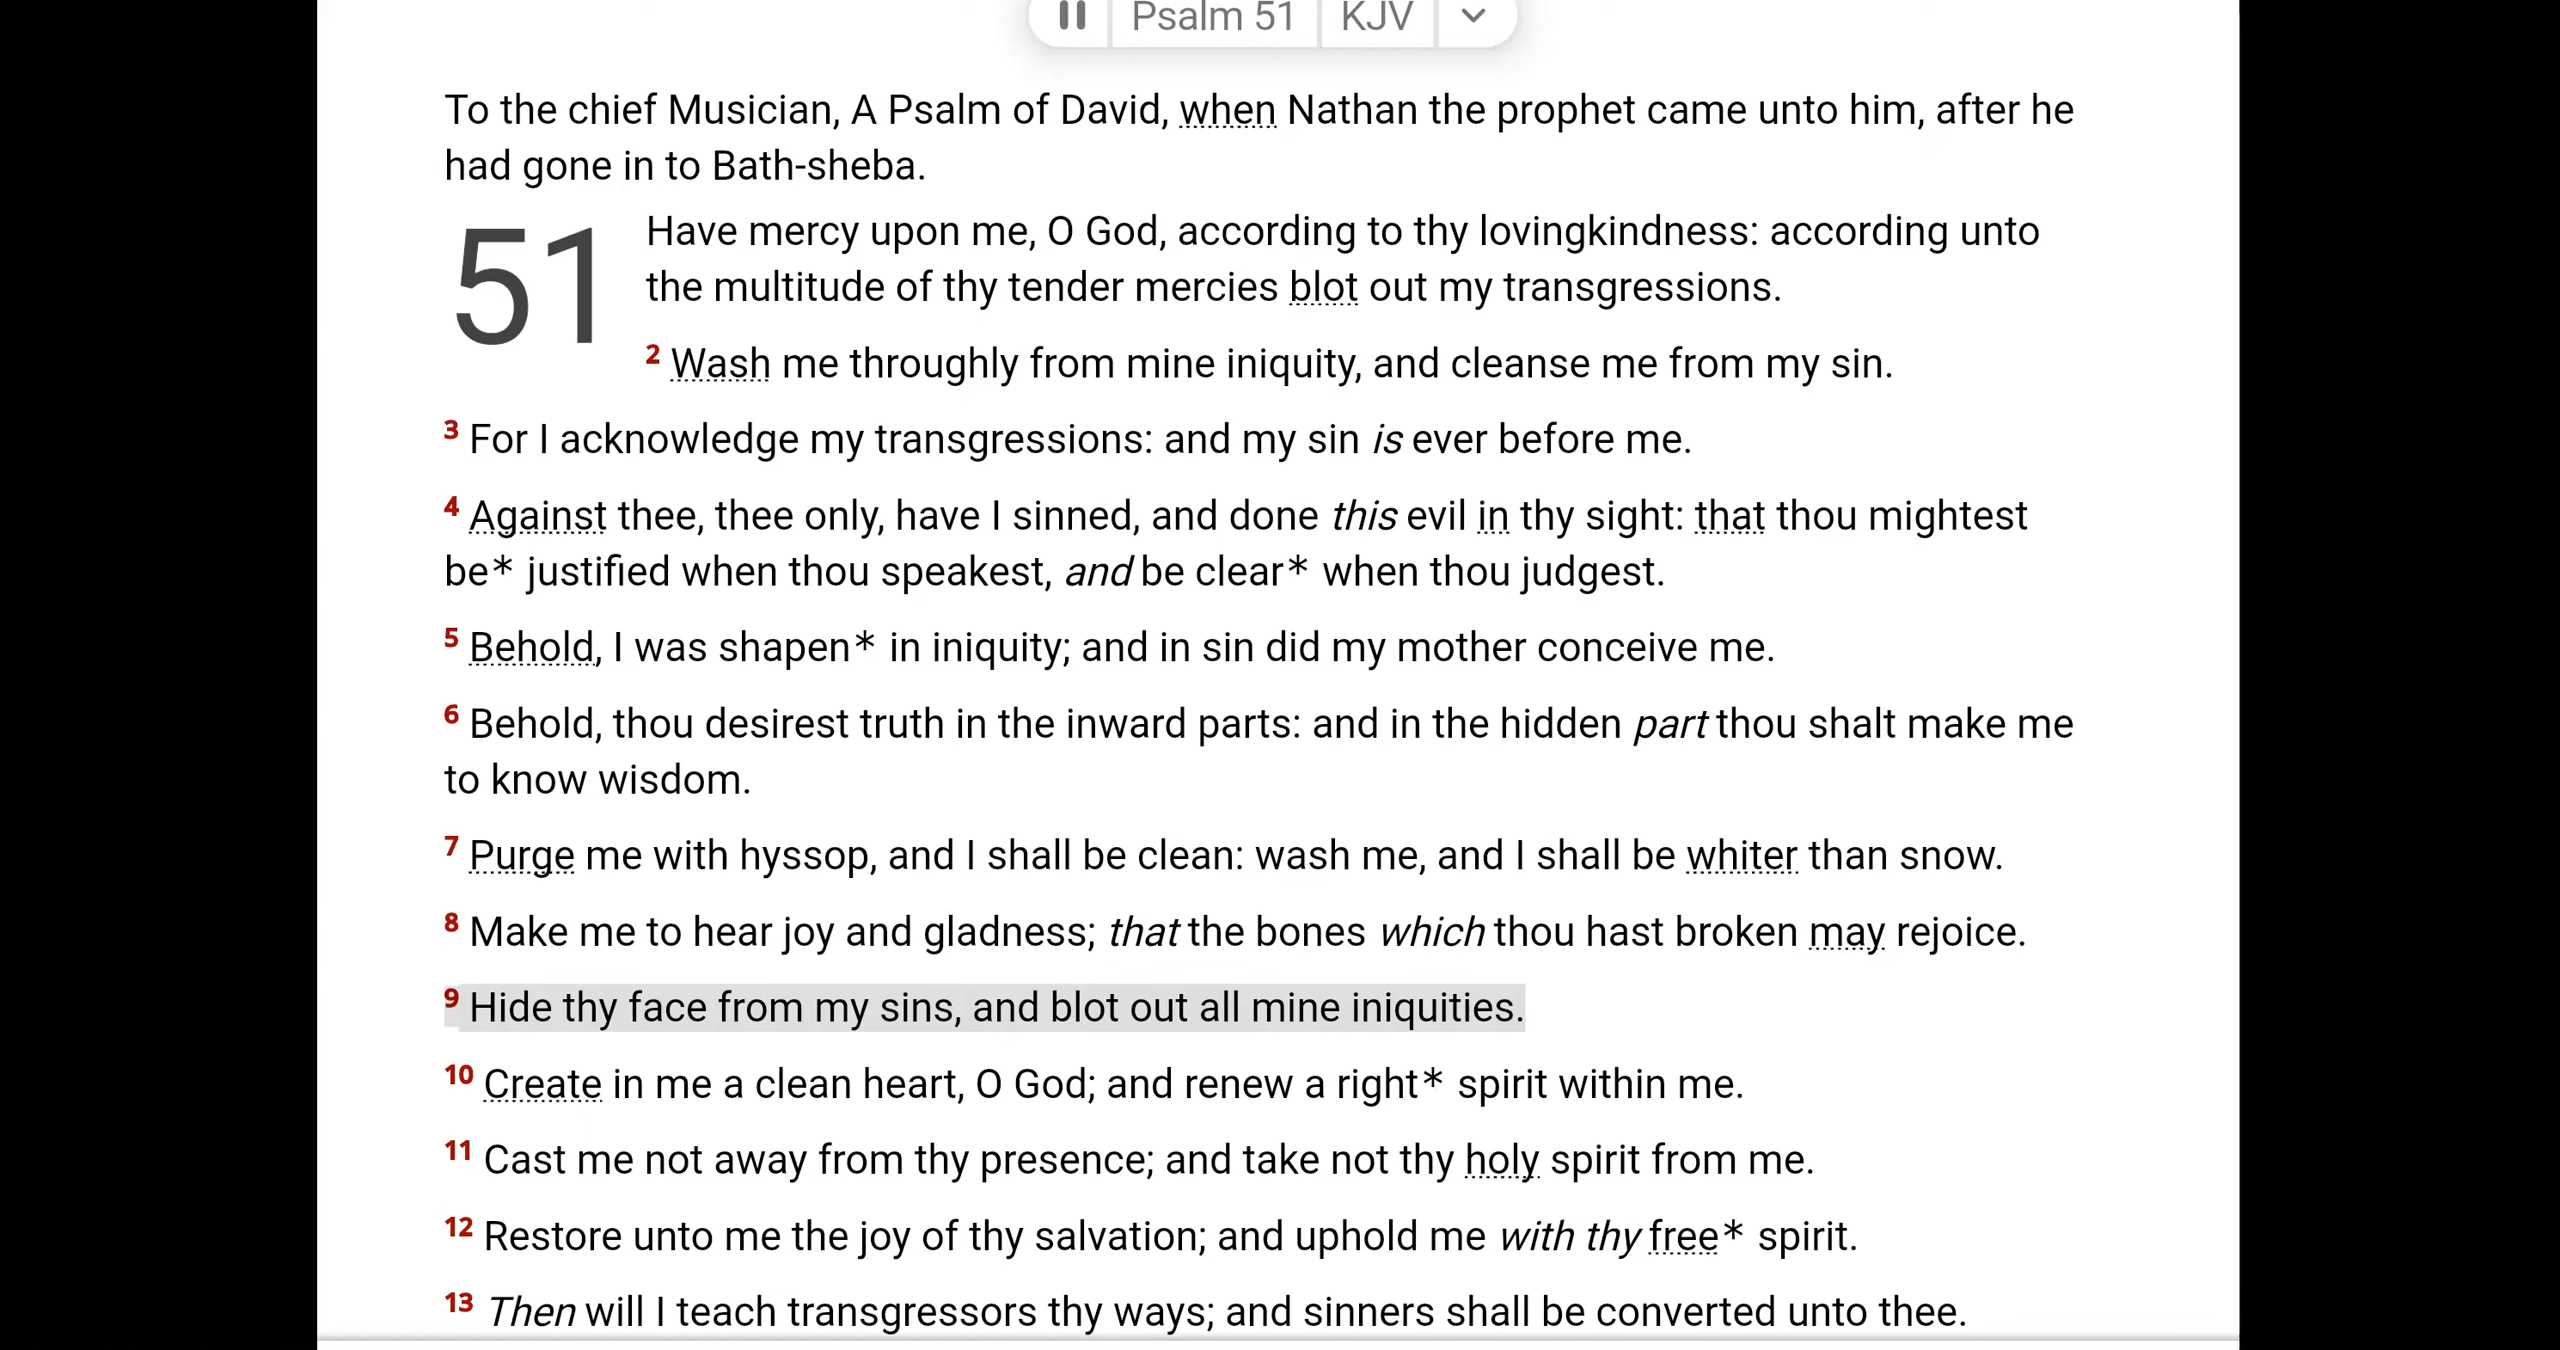 Psalm 51 KJV
To the chief Musician, A Psalm of David, when Nathan the prophet came unto him, after he
had gone in to Bath-sheba.
51 Have mercy upon me, O God, according to thy lovingkindness: according unto
the multitude of thy tender mercies blot out my transgressions.
2 Wash me throughly from mine iniquity, and cleanse me from my sin.
3 For I acknowledge my transgressions: and my sin is ever before me.
4 Against thee, thee only, have I sinned, and done this evil in thy sight: that thou mightest
be* justified when thou speakest, and be clear* when thou judgest.
5 Behold, I was shapen* in iniquity; and in sin did my mother conceive me.
6 Behold, thou desirest truth in the inward parts: and in the hidden part thou shalt make me
to know wisdom.
7 Purge me with hyssop, and I shall be clean: wash me, and I shall be whiter than snow.
8 Make me to hear joy and gladness; that the bones which thou hast broken may rejoice.
9 Hide thy face from my sins, and blot out all mine iniquities.
10 Create in me a clean heart, O God; and renew a right* spirit within me.
11 Cast me not away from thy presence; and take not thy holy spirit from me.
12 Restore unto me the joy of thy salvation; and uphold me with thy free* spirit.
13 Then will I teach transgressors thy ways; and sinners shall be converted unto thee.